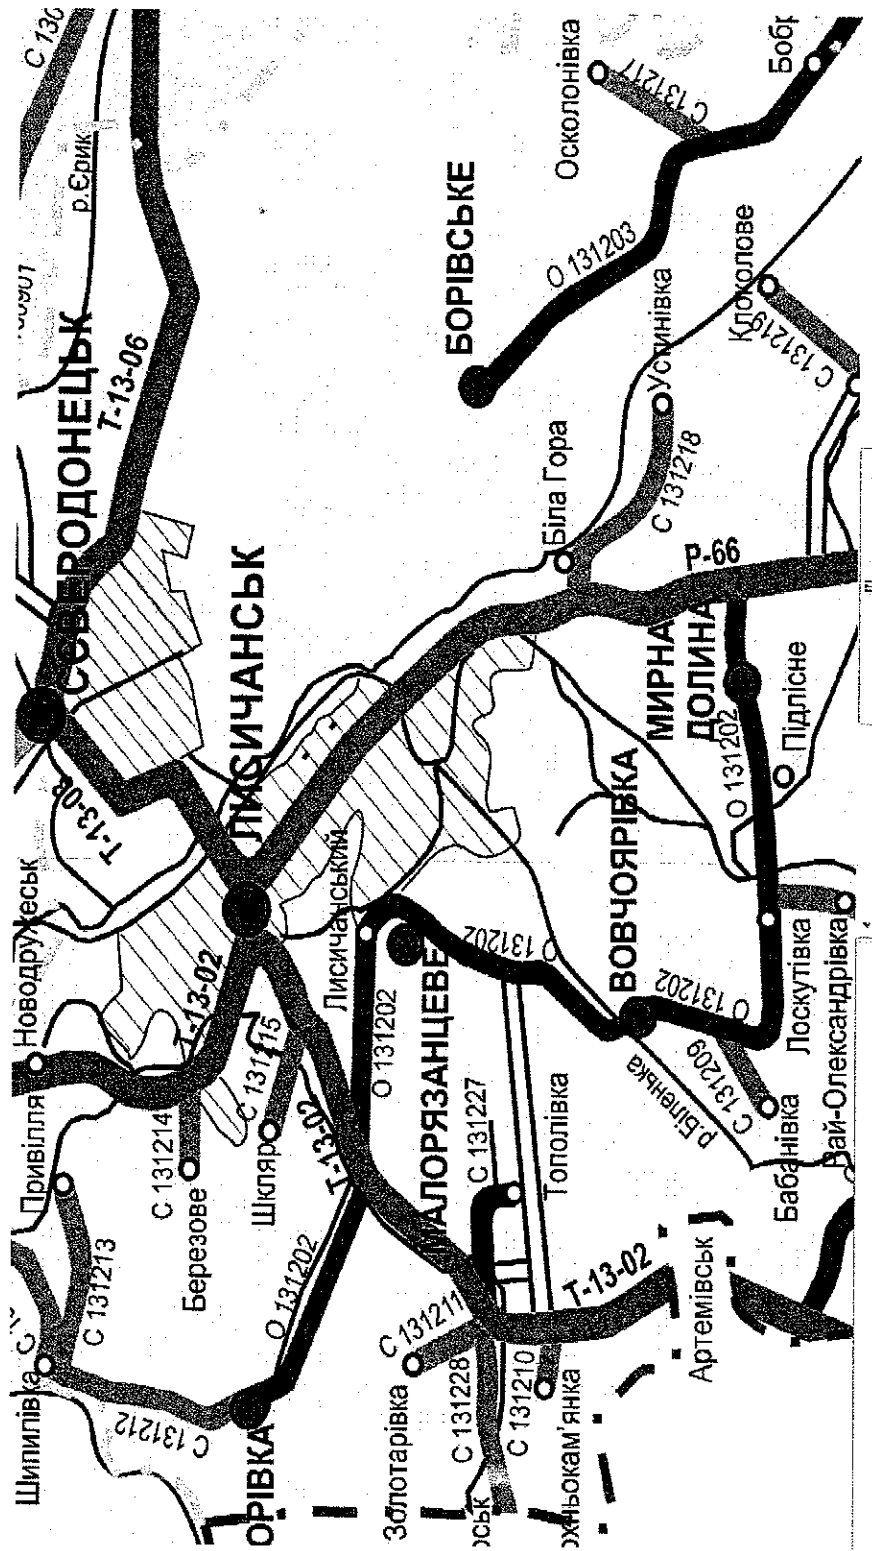 Шипилівка
Привілля
Новодружеськ
С 130
С 131213
р.Єрик
СЄВЕРОДОНЕЦЬК
Т-13-08
Т-13-06
С 131212
Березове
С 131214
Т-13-02
ЛИСИЧАНСЬК
ОРІВКА
О 131202
Шкляр
С 131215
Т-13-02
Лисичанський
О 131202
Золотарівка
С 131211
МАЛОРЯЗАНЦЕВЕ
БОРІВСЬКЕ
С 131228
С 131227
О 131202
С 131210
Тополівка
Біла Гора
О 131203
Осколонівка
Т-13-02
ВОВЧОЯРІВКА
р.Біленька
О 131202
МИРНА
ДОЛИНА
С 131218
Устинівка
С 131217
Р-66
Артемівськ
С 131209
О 131202
Клоколове
С 131219
Бабанівка
Лоскутівка
Підлісне
Бобр
Рай-Олександрівка